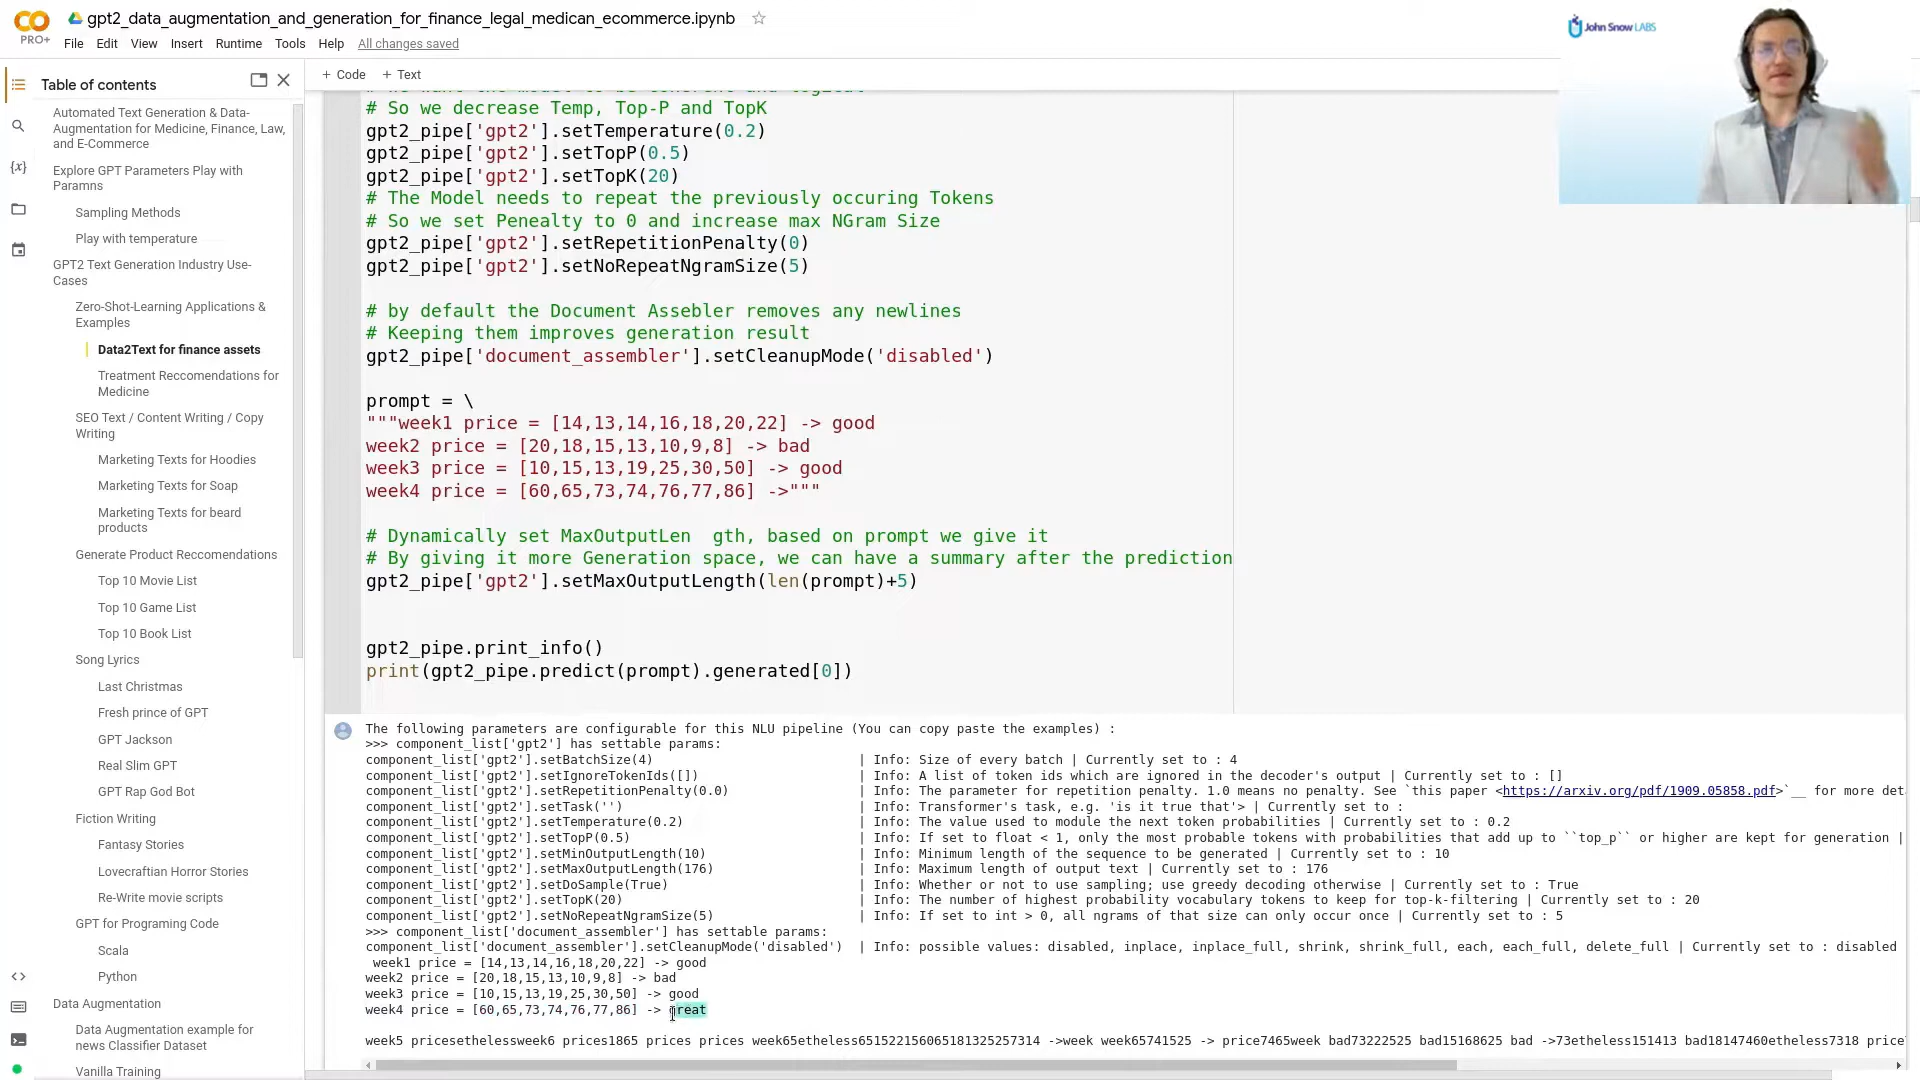 gpt2_data_augmentation_and_generation_for_finance_legal_medican_ecommerce.ipynb
PRO+
File Edit View Insert Runtime Tools Help All changes saved
John Snow LABS
Table of contents
+ Code + Text
Automated Text Generation & Data-
Augmentation for Medicine, Finance, Law,
and E-Commerce
Explore GPT Parameters Play with
Paramns
Sampling Methods
Play with temperature
GPT2 Text Generation Industry Use-
Cases
Zero-Shot-Learning Applications &
Examples
Data2Text for finance assets
Treatment Reccomendations for
Medicine
SEO Text / Content Writing / Copy
Writing
Marketing Texts for Hoodies
Marketing Texts for Soap
Marketing Texts for beard
products
Generate Product Reccomendations
Top 10 Movie List
Top 10 Game List
Top 10 Book List
Song Lyrics
Last Christmas
Fresh prince of GPT
GPT Jackson
Real Slim GPT
GPT Rap God Bot
Fiction Writing
Fantasy Stories
Lovecraftian Horror Stories
Re-Write movie scripts
GPT for Programing Code
Scala
Python
Data Augmentation
Data Augmentation example for
news Classifier Dataset
Vanilla Training
# So we decrease Temp, Top-P and TopK
gpt2_pipe['gpt2'].setTemperature(0.2)
gpt2_pipe['gpt2'].setTopP(0.5)
gpt2_pipe['gpt2'].setTopK(20)
# The Model needs to repeat the previously occuring Tokens
# So we set Penealty to 0 and increase max NGram Size
gpt2_pipe['gpt2'].setRepetitionPenalty(0)
gpt2_pipe['gpt2'].setNoRepeatNgramSize(5)
# by default the Document Assebler removes any newlines
# Keeping them improves generation result
gpt2_pipe['document_assembler'].setCleanupMode('disabled')
prompt = \
"""week1 price = [14,13,14,16,18,20,22] -> good
week2 price = [20,18,15,13,10,9,8] -> bad
week3 price = [10,15,13,19,25,30,50] -> good
week4 price = [60,65,73,74,76,77,86] ->"""
# Dynamically set MaxOutputLen  gth, based on prompt we give it
# By giving it more Generation space, we can have a summary after the prediction
gpt2_pipe['gpt2'].setMaxOutputLength(len(prompt)+5)
gpt2_pipe.print_info()
print(gpt2_pipe.predict(prompt).generated[0])
The following parameters are configurable for this NLU pipeline (You can copy paste the examples) :
>>> component_list['gpt2'] has settable params:
component_list['gpt2'].setBatchSize(4) | Info: Size of every batch | Currently set to : 4
component_list['gpt2'].setIgnoreTokenIds([]) | Info: A list of token ids which are ignored in the decoder's output | Currently set to : []
component_list['gpt2'].setRepetitionPenalty(0.0) | Info: The parameter for repetition penalty. 1.0 means no penalty. See `this paper <https://arxiv.org/pdf/1909.05858.pdf>`__ for more deta
component_list['gpt2'].setTask('') | Info: Transformer's task, e.g. 'is it true that'> | Currently set to :
component_list['gpt2'].setTemperature(0.2) | Info: The value used to module the next token probabilities | Currently set to : 0.2
component_list['gpt2'].setTopP(0.5) | Info: If set to float < 1, only the most probable tokens with probabilities that add up to ``top_p`` or higher are kept for generation |
component_list['gpt2'].setMinOutputLength(10) | Info: Minimum length of the sequence to be generated | Currently set to : 10
component_list['gpt2'].setMaxOutputLength(176) | Info: Maximum length of output text | Currently set to : 176
component_list['gpt2'].setDoSample(True) | Info: Whether or not to use sampling; use greedy decoding otherwise | Currently set to : True
component_list['gpt2'].setTopK(20) | Info: The number of highest probability vocabulary tokens to keep for top-k-filtering | Currently set to : 20
component_list['gpt2'].setNoRepeatNgramSize(5) | Info: If set to int > 0, all ngrams of that size can only occur once | Currently set to : 5
>>> component_list['document_assembler'] has settable params:
component_list['document_assembler'].setCleanupMode('disabled') | Info: possible values: disabled, inplace, inplace_full, shrink, shrink_full, each, each_full, delete_full | Currently set to : disabled
week1 price = [14,13,14,16,18,20,22] -> good
week2 price = [20,18,15,13,10,9,8] -> bad
week3 price = [10,15,13,19,25,30,50] -> good
week4 price = [60,65,73,74,76,77,86] -> great
week5 pricesethelessweek6 prices1865 prices prices week65etheless651522156065181325257314 ->week week65741525 -> price7465week bad73222525 bad15168625 bad ->73etheless151413 bad18147460etheless7318 price